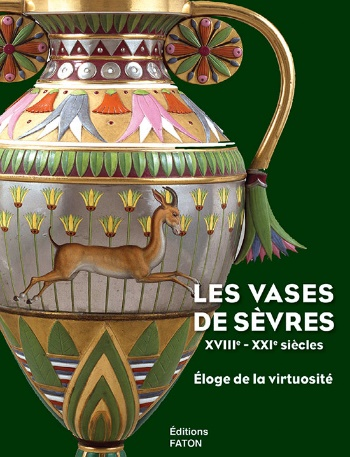 LES VASES
DE SÈVRES
XVIIIᵉ - XXIᵉ siècles
Éloge de la virtuosité
Éditions
FATON